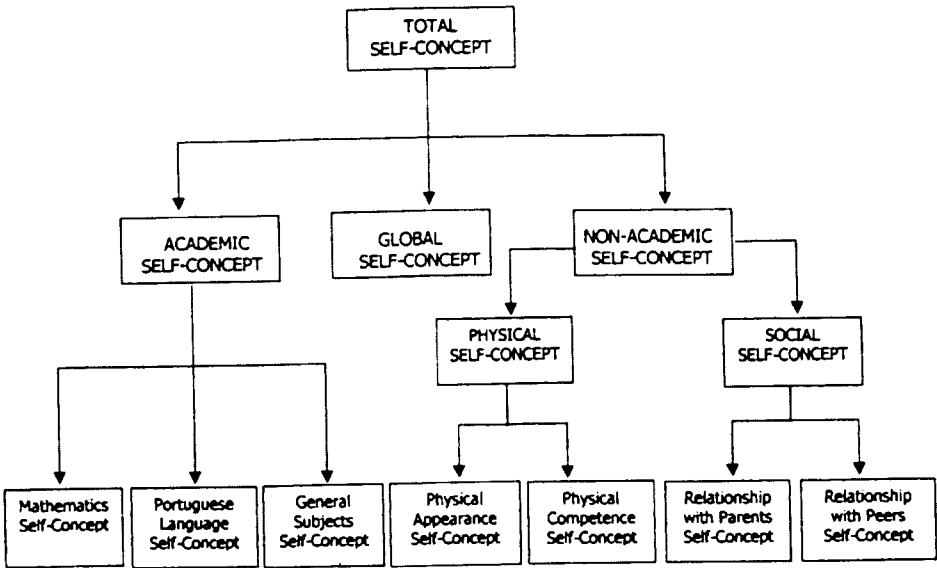 TOTAL
SELF-CONCEPT
ACADEMIC
SELF-CONCEPT
GLOBAL
SELF-CONCEPT
NON-ACADEMIC
SELF-CONCEPT
PHYSICAL
SELF-CONCEPT
SOCIAL
SELF-CONCEPT
Mathematics
Self-Concept
Portuguese
Language
Self-Concept
General
Subjects
Self-Concept
Physical
Appearance
Self-Concept
Physical
Competence
Self-Concept
Relationship
with Parents
Self-Concept
Relationship
with Peers
Self-Concept